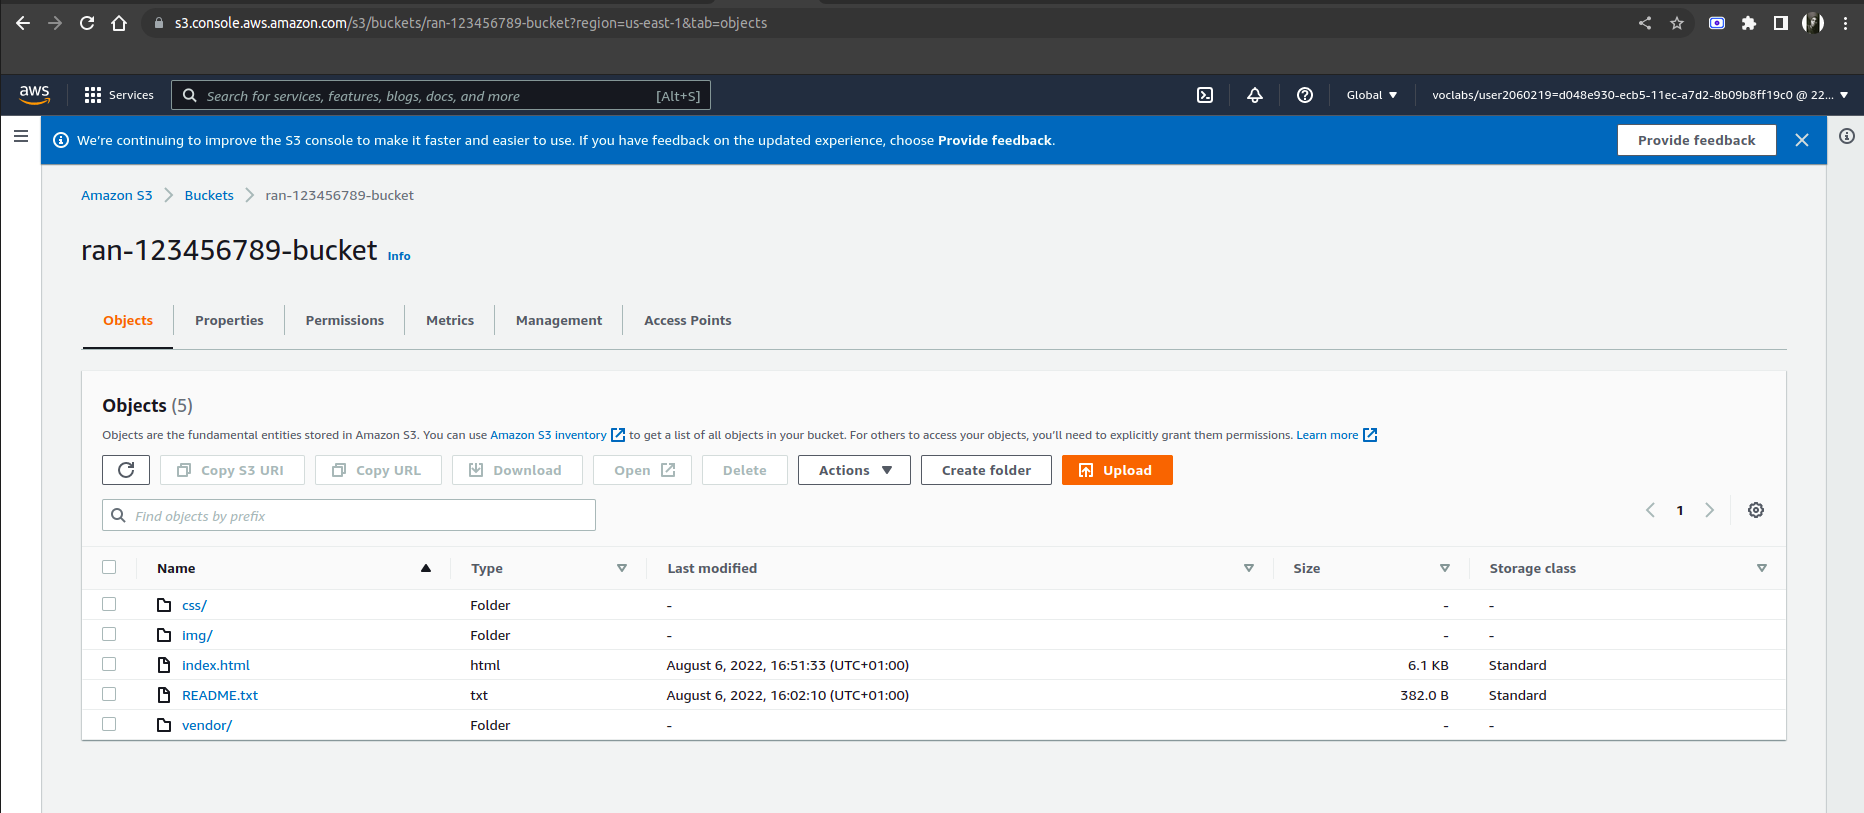 s3.console.aws.amazon.com/s3/buckets/ran-123456789-bucket?region=us-east-1&tab=objects
aws Services Search for services, features, blogs, docs, and more [Alt+S] Global voclabs/user2060219=d048e930-ecb5-11ec-a7d2-8b09b8ff19c0 @ 22...
We're continuing to improve the S3 console to make it faster and easier to use. If you have feedback on the updated experience, choose Provide feedback. Provide feedback
Amazon S3 Buckets ran-123456789-bucket
ran-123456789-bucket Info
Objects Properties Permissions Metrics Management Access Points
Objects (5)
Objects are the fundamental entities stored in Amazon S3. You can use Amazon S3 inventory to get a list of all objects in your bucket. For others to access your objects, you'll need to explicitly grant them permissions. Learn more
Copy S3 URI Copy URL Download Open Delete Actions Create folder Upload
Find objects by prefix 1
Name Type Last modified Size Storage class
css/ Folder - - -
img/ Folder - - -
index.html html August 6, 2022, 16:51:33 (UTC+01:00) 6.1 KB Standard
README.txt txt August 6, 2022, 16:02:10 (UTC+01:00) 382.0 B Standard
vendor/ Folder - - -